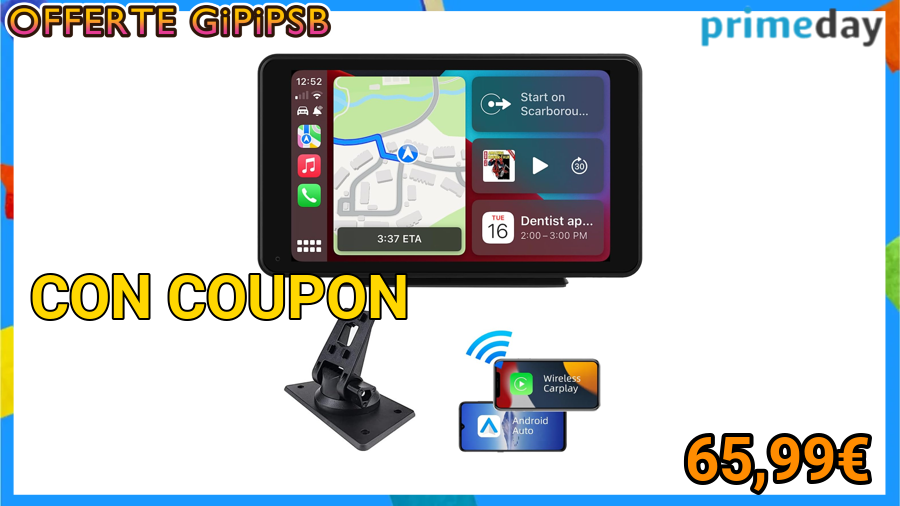 OFFERTE GiPiPSB
primeday
12:52
Start on
Scarborou...
30
TUE
16
Dentist ap...
2:00–3:00 PM
3:37 ETA
CON COUPON
Wireless
Carplay
Android
Auto
65,99€